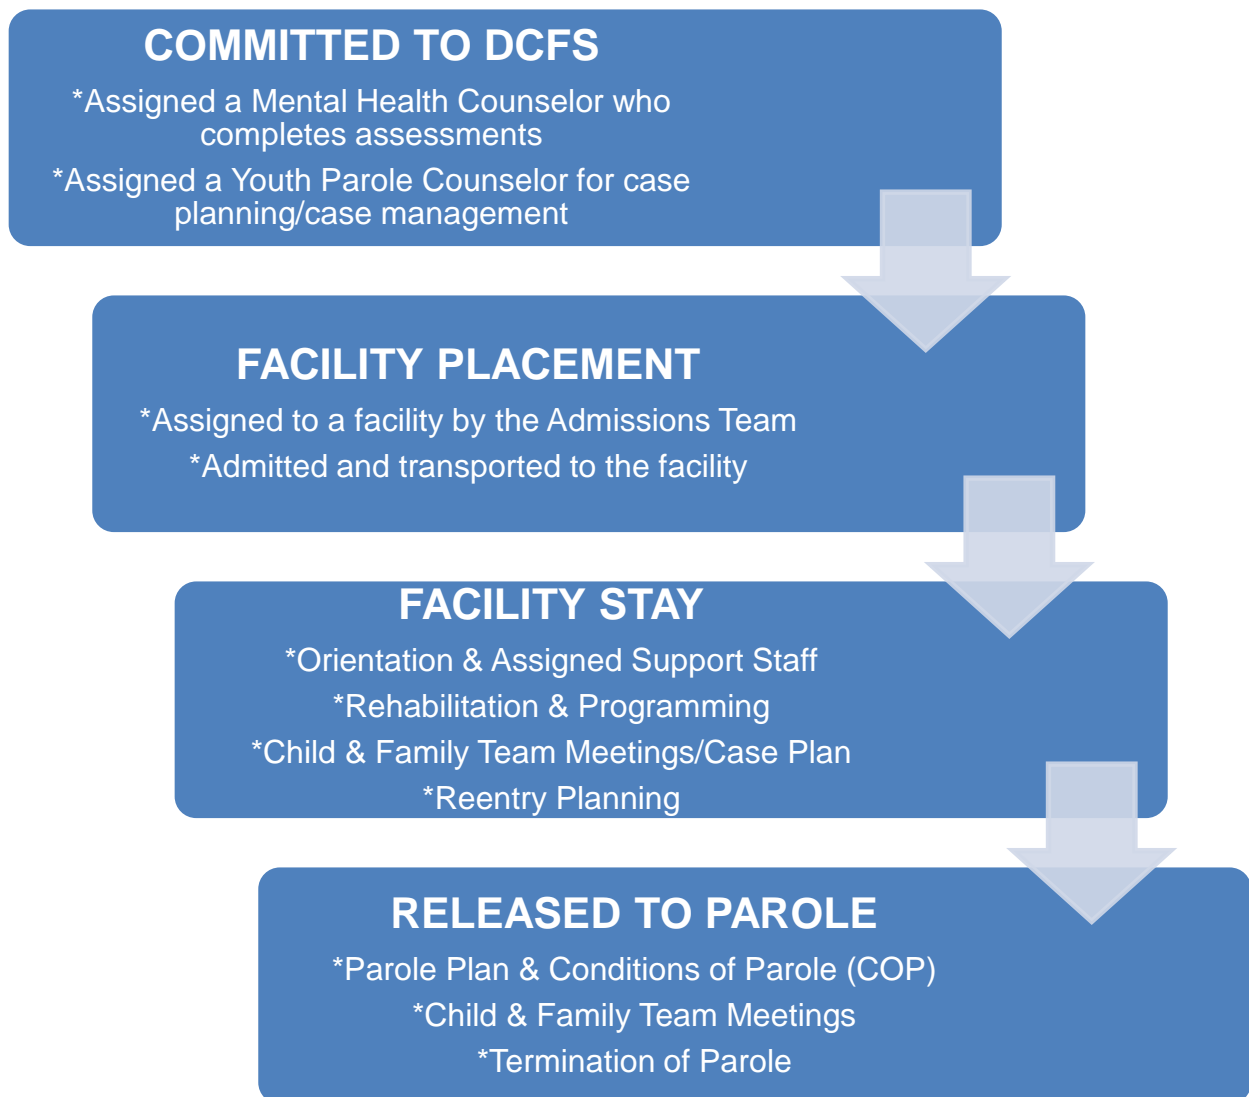 COMMITTED TO DCFS
*Assigned a Mental Health Counselor who
completes assessments
*Assigned a Youth Parole Counselor for case
planning/case management
FACILITY PLACEMENT
*Assigned to a facility by the Admissions Team
*Admitted and transported to the facility
FACILITY STAY
*Orientation & Assigned Support Staff
*Rehabilitation & Programming
*Child & Family Team Meetings/Case Plan
*Reentry Planning
RELEASED TO PAROLE
*Parole Plan & Conditions of Parole (COP)
*Child & Family Team Meetings
*Termination of Parole